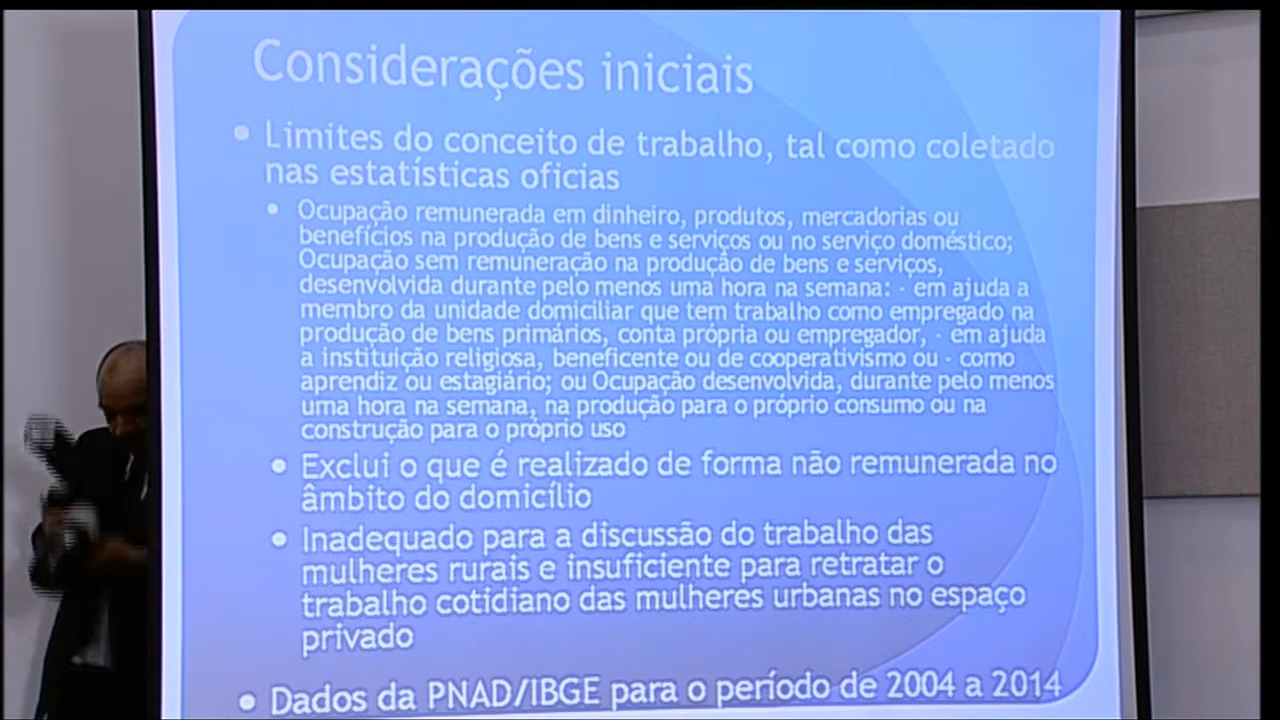 Considerações iniciais
• Limites do conceito de trabalho, tal como coletado
nas estatísticas oficias
• Ocupação remunerada em dinheiro, produtos, mercadorias ou
benefícios na produção de bens e serviços ou no serviço doméstico;
Ocupação sem remuneração na produção de bens e serviços,
desenvolvida durante pelo menos uma hora na semana: - em ajuda a
membro da unidade domiciliar que tem trabalho como empregado na
produção de bens primários, conta própria ou empregador, - em ajuda
a instituição religiosa, beneficente ou de cooperativismo ou - como
aprendiz ou estagiário; ou Ocupação desenvolvida, durante pelo menos
uma hora na semana, na produção para o próprio consumo ou na
construção para o próprio uso
• Exclui o que é realizado de forma não remunerada no
âmbito do domicílio
• Inadequado para a discussão do trabalho das
mulheres rurais e insuficiente para retratar o
trabalho cotidiano das mulheres urbanas no espaço
privado
• Dados da PNAD/IBGE para o período de 2004 a 2014